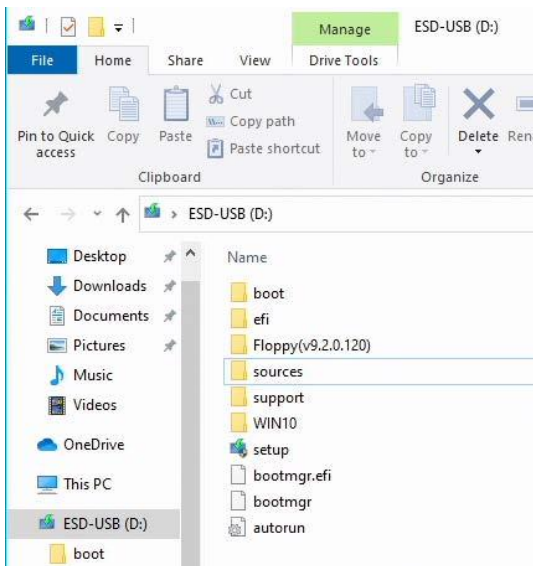 Manage ESD-USB (D:)
File Home Share View Drive Tools
Pin to Quick access
Copy
Paste
Cut
Copy path
Paste shortcut
Move to
Copy to
Delete
Ren
Clipboard
Organize
ESD-USB (D:)
Desktop
Downloads
Documents
Pictures
Music
Videos
OneDrive
This PC
ESD-USB (D:)
boot
Name
boot
efi
Floppy(v9.2.0.120)
sources
support
WIN10
setup
bootmgr.efi
bootmgr
autorun